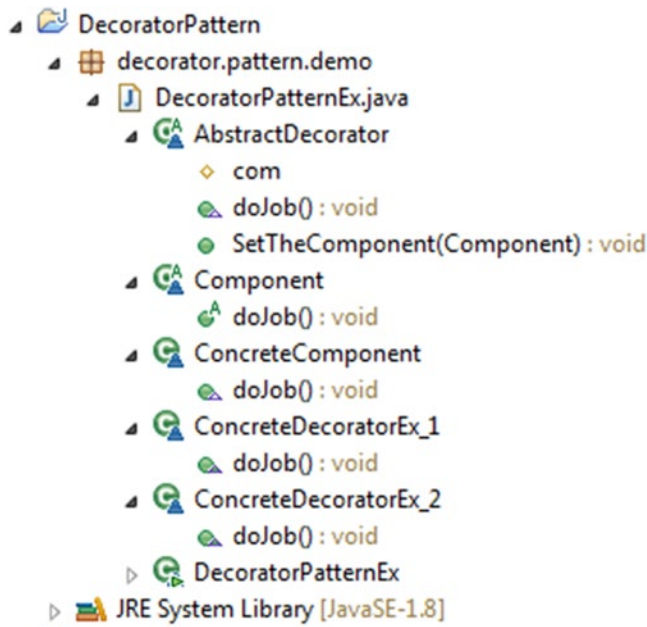 DecoratorPattern
decorator.pattern.demo
DecoratorPatternEx.java
AbstractDecorator
com
doJob() : void
SetTheComponent(Component) : void
Component
doJob() : void
ConcreteComponent
doJob() : void
ConcreteDecoratorEx_1
doJob() : void
ConcreteDecoratorEx_2
doJob() : void
DecoratorPatternEx
JRE System Library [JavaSE-1.8]